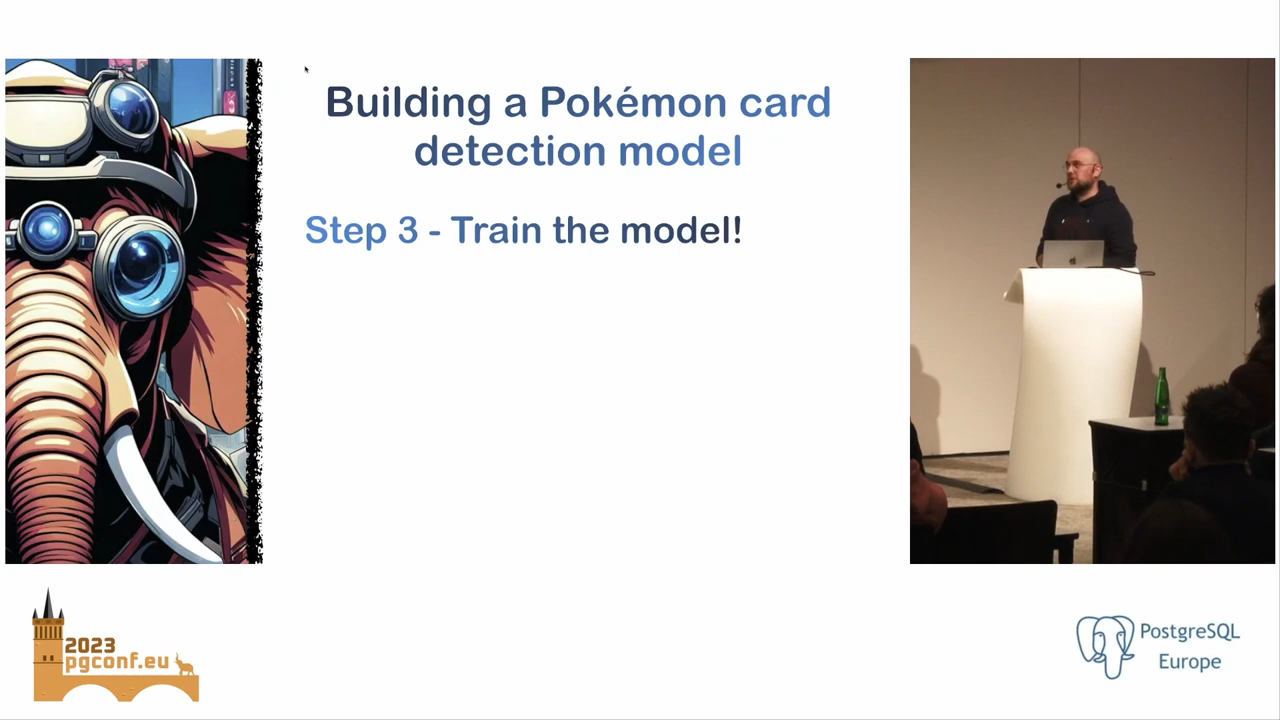 Building a Pokémon card
detection model
Step 3 - Train the model!
2023
pgconf.eu
PostgreSQL
Europe